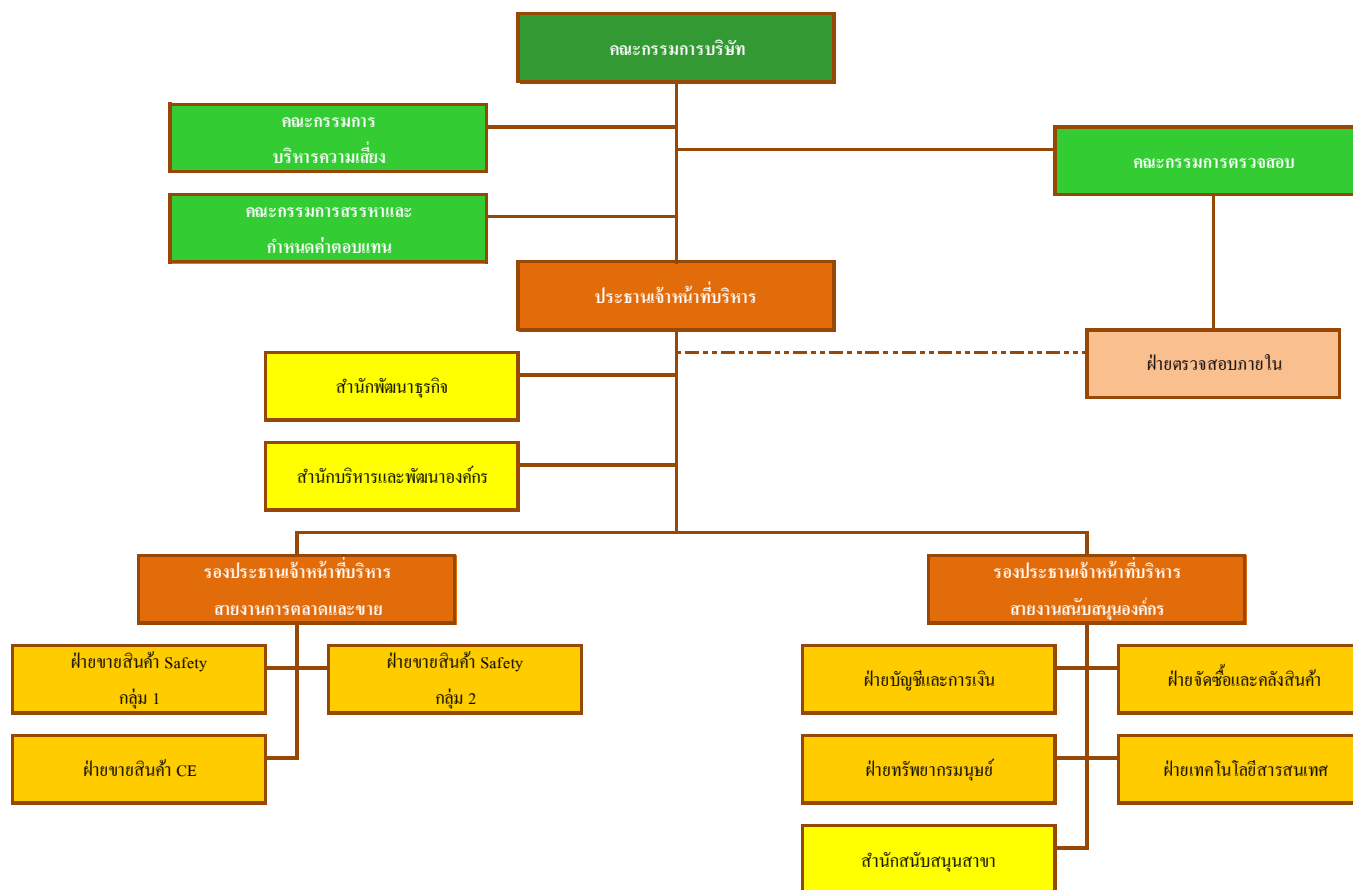 คณะกรรมการบริษัท
คณะกรรมการ
บริหารความเสี่ยง
คณะกรรมการตรวจสอบ
คณะกรรมการสรรหาและ
กำหนดค่าตอบแทน
ประธานเจ้าหน้าที่บริหาร
สำนักพัฒนาธุรกิจ
ฝ่ายตรวจสอบภายใน
สำนักบริหารและพัฒนาองค์กร
รองประธานเจ้าหน้าที่บริหาร
สายงานการตลาดและขาย
รองประธานเจ้าหน้าที่บริหาร
สายงานสนับสนุนองค์กร
ฝ่ายขายสินค้า Safety
กลุ่ม 1
ฝ่ายขายสินค้า Safety
กลุ่ม 2
ฝ่ายบัญชีและการเงิน
ฝ่ายจัดซื้อและคลังสินค้า
ฝ่ายขายสินค้า CE
ฝ่ายทรัพยากรมนุษย์
ฝ่ายเทคโนโลยีสารสนเทศ
สำนักสนับสนุนสาขา